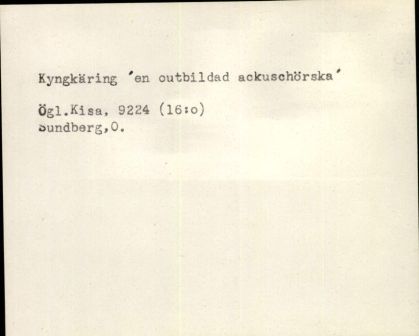 Kyngkäring ´en outbildad ackuschörska´
Ögl.Kisa, 9224 (16:o)
Sundberg,O.